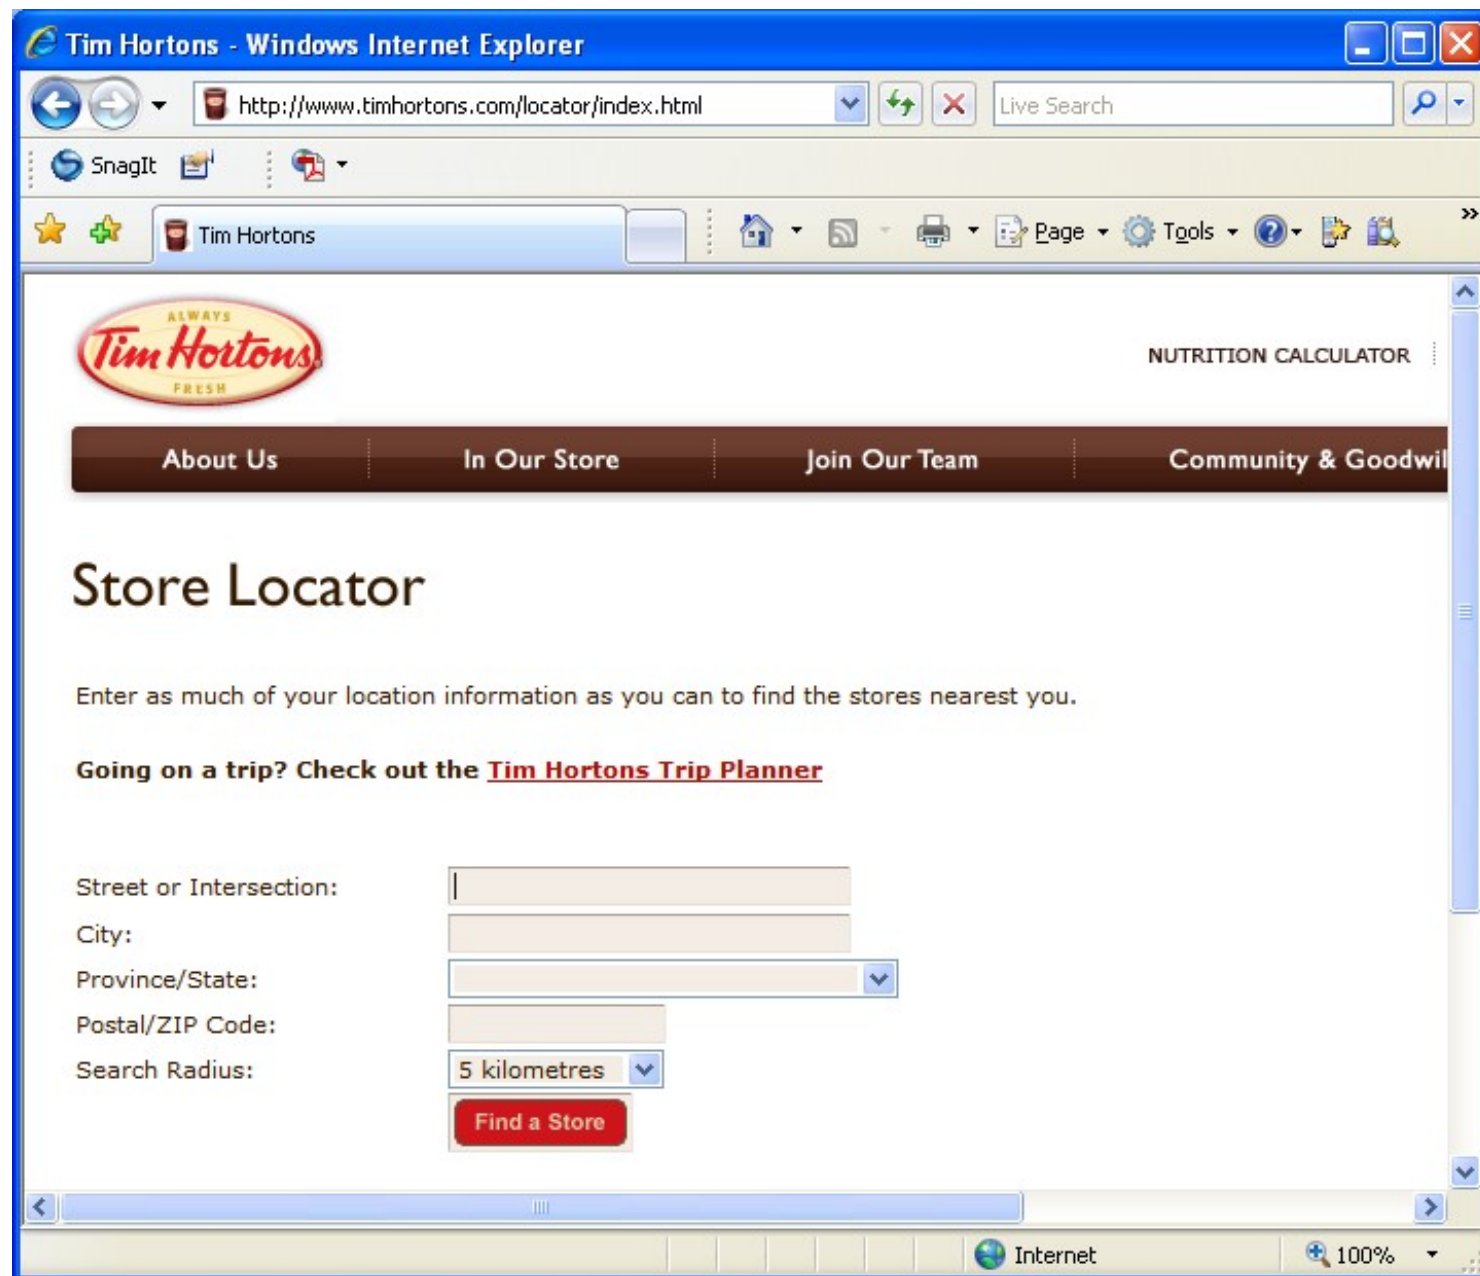 Tim Hortons - Windows Internet Explorer
http://www.timhortons.com/locator/index.html
Live Search
SnagIt
Tim Hortons
Page
Tools
»
ALWAYS
Tim Hortons
FRESH
NUTRITION CALCULATOR
About Us
In Our Store
Join Our Team
Community & Goodwil
Store Locator
Enter as much of your location information as you can to find the stores nearest you.
Going on a trip? Check out the Tim Hortons Trip Planner
Street or Intersection:
City:
Province/State:
Postal/ZIP Code:
Search Radius: 5 kilometres
Find a Store
Internet
100%